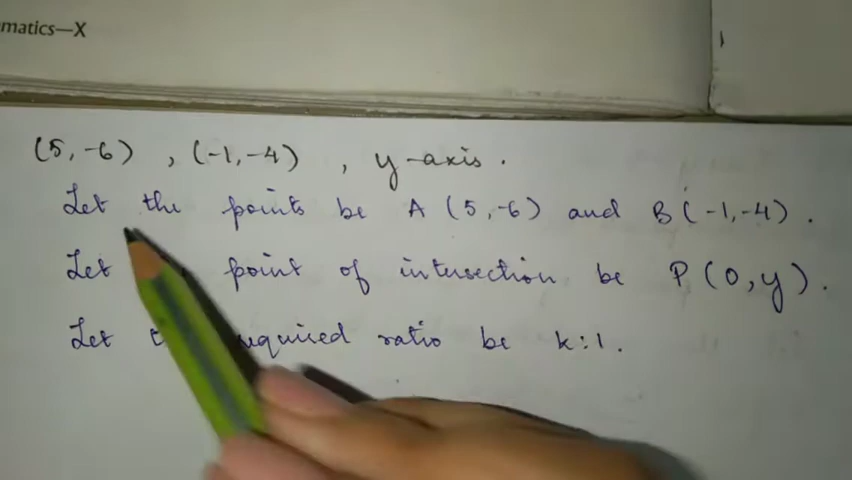 matics—X
(5,-6) , (-1,-4) , y-axis .
Let the points be A (5,-6) and B(-1,-4) .
Let point of intersection be P (0,y) .
Let required ratio be k:1 .